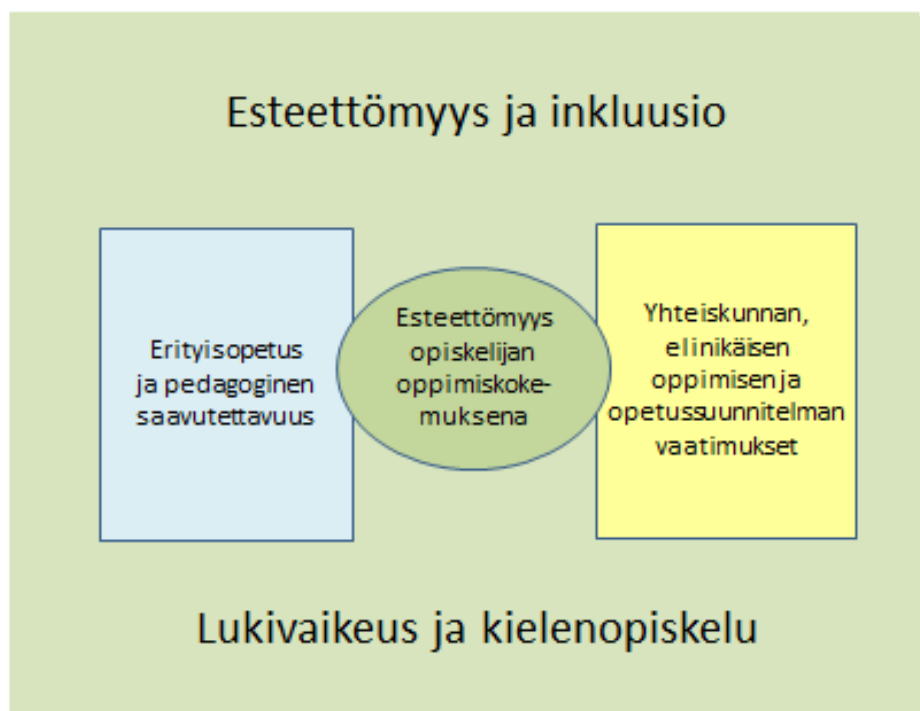 Esteettömyys ja inkluusio
Erityisopetus
ja pedagoginen
saavutettavuus
Esteettömyys
opiskelijan
oppimiskoke-
muksena
Yhteiskunnan,
elinikäisen
oppimisen ja
opetussuunnitelman
vaatimukset
Lukivaikeus ja kielenopiskelu